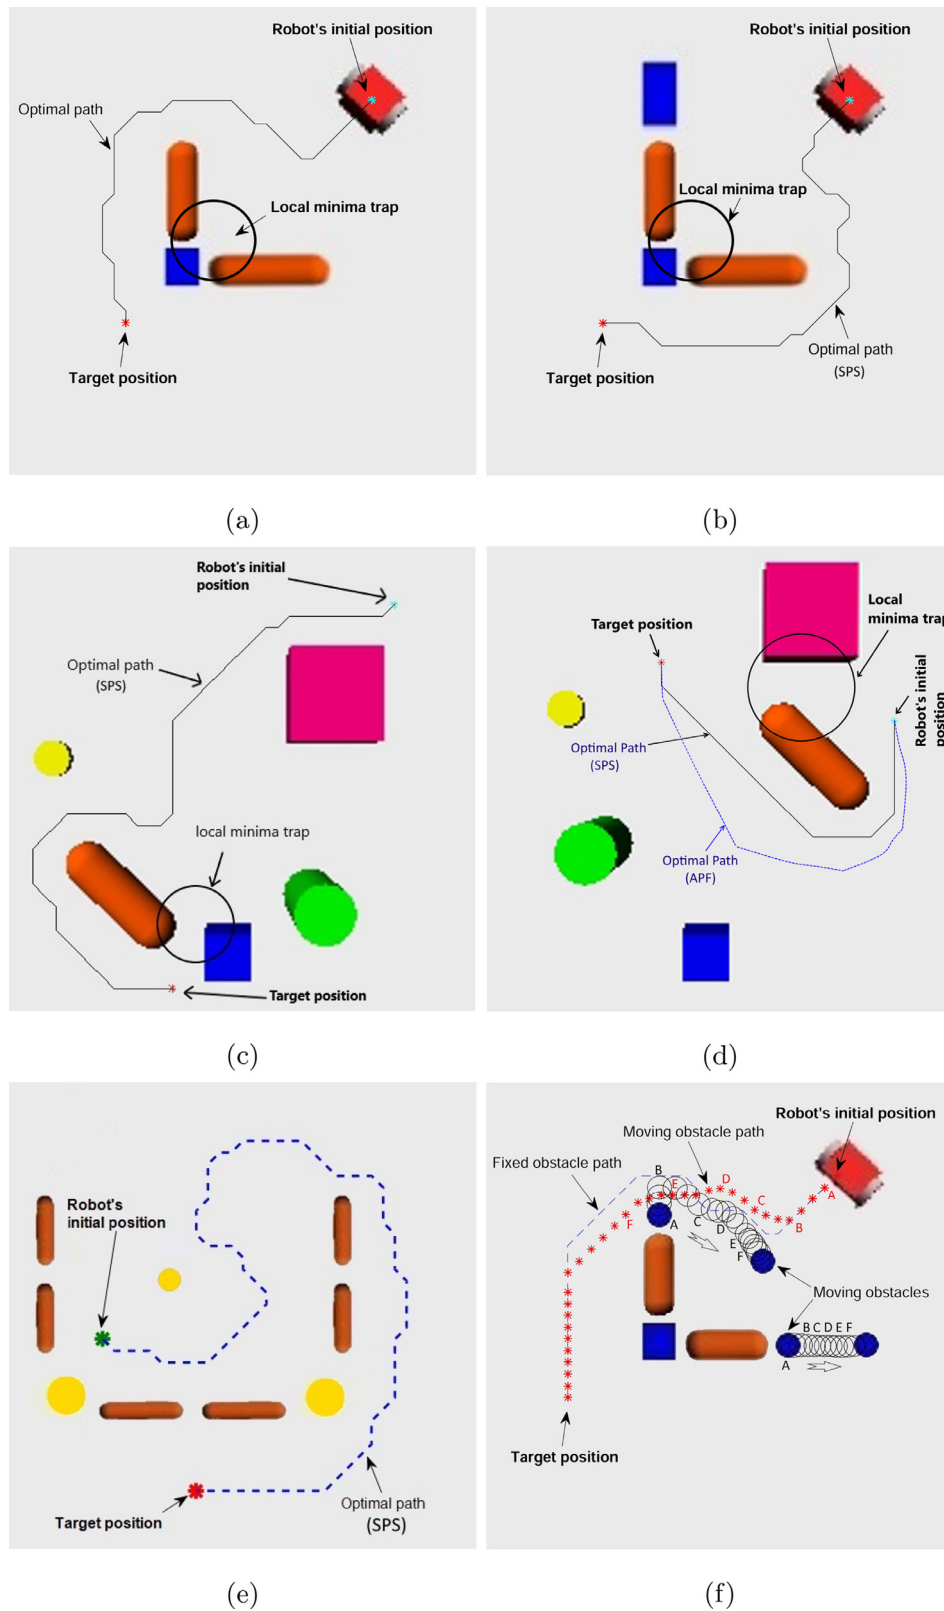 Robot's initial position
Optimal path
Local minima trap
Target position
(a)
Robot's initial position
Local minima trap
Optimal path
(SPS)
Target position
(b)
Robot's initial
position
Optimal path
(SPS)
local minima trap
Target position
(c)
Local
minima trap
Target position
Robot's initial
position
Optimal Path
(SPS)
Optimal Path
(APF)
(d)
Robot's
initial position
Optimal path
(SPS)
Target position
(e)
Robot's initial position
Moving obstacle path
Fixed obstacle path
B
E
D
A
C
F
A
C
D
B
E
F
Moving obstacles
B C D E F
A
Target position
(f)